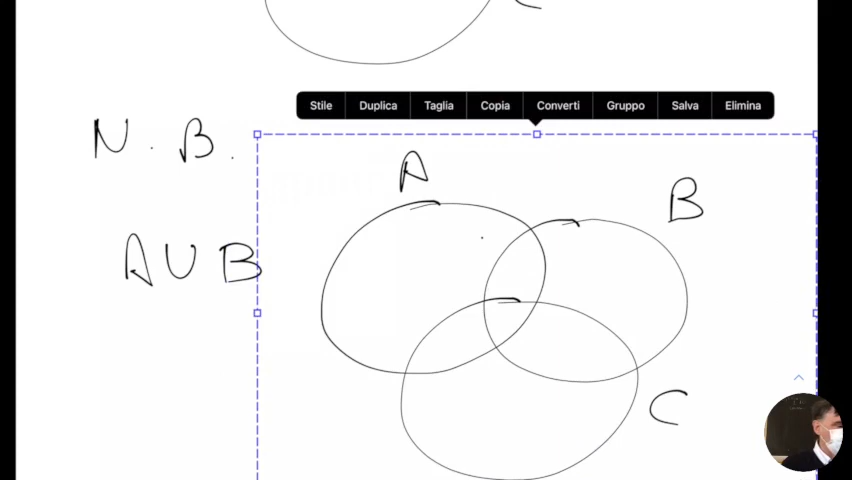 C
Stile Duplica Taglia Copia Converti Gruppo Salva Elimina
N.B.
A
B
A∪B
C